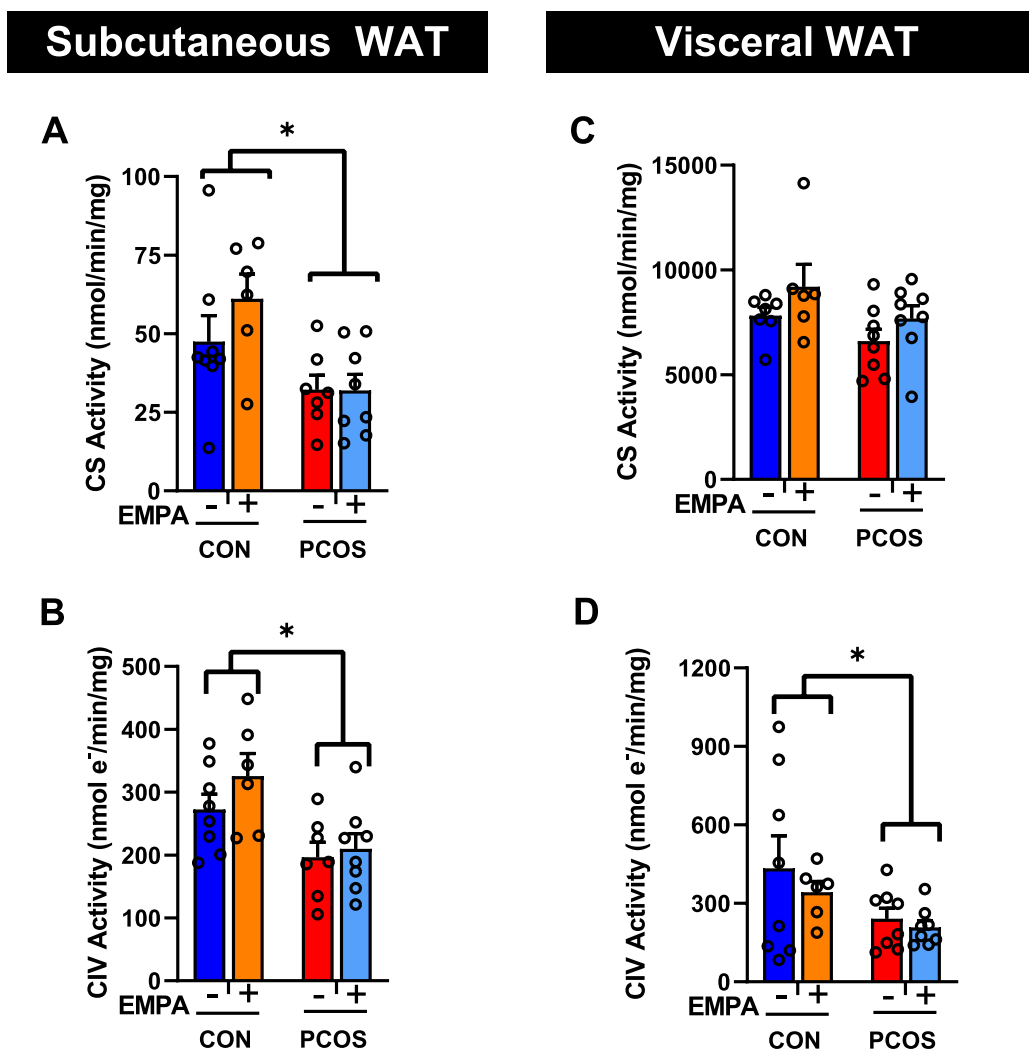 Subcutaneous WAT
Visceral WAT
A
CS Activity (nmol/min/mg)
100
75
50
25
0
*
EMPA - + - +
CON PCOS
C
CS Activity (nmol/min/mg)
15000
10000
5000
0
EMPA - + - +
CON PCOS
B
CIV Activity (nmol e⁻/min/mg)
500
400
300
200
100
0
*
EMPA - + - +
CON PCOS
D
CIV Activity (nmol e⁻/min/mg)
1200
900
600
300
0
*
EMPA - + - +
CON PCOS